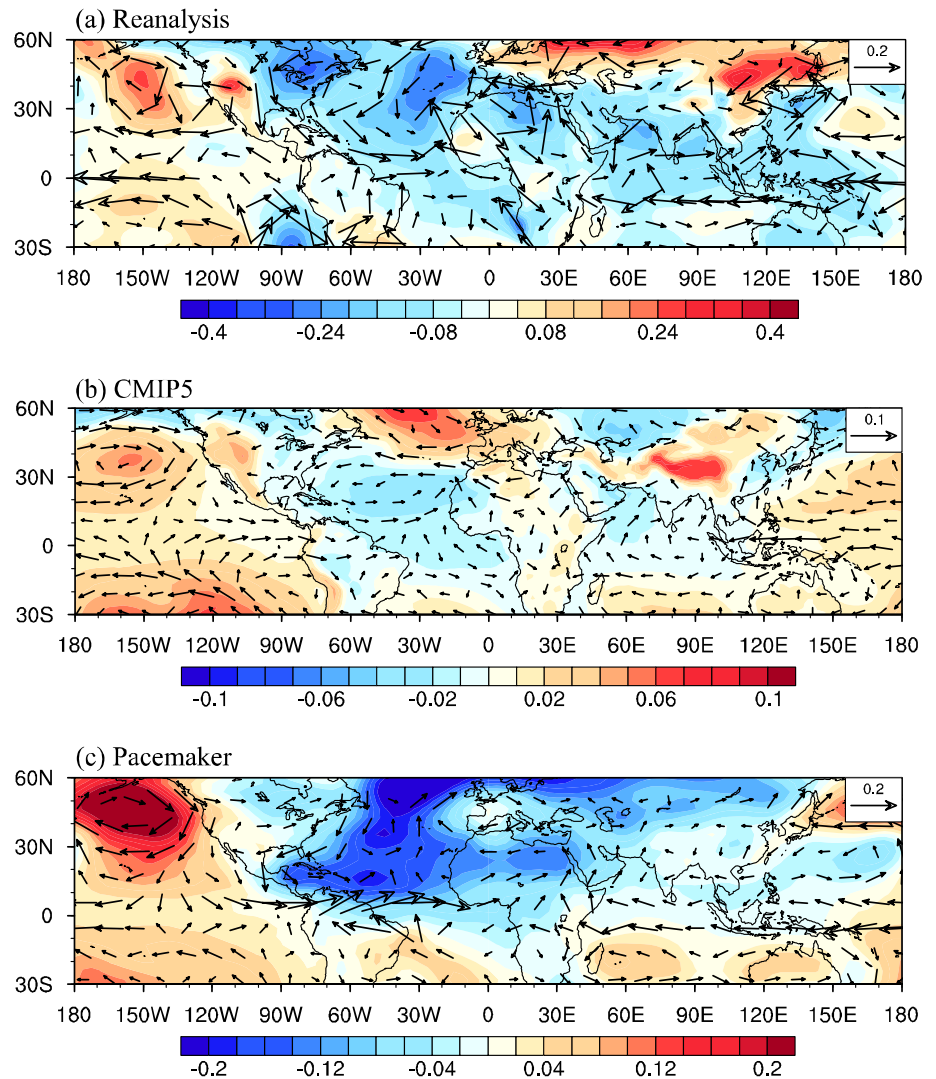 (a) Reanalysis
60N
30N
0
30S
0.2
180 150W 120W 90W 60W 30W 0 30E 60E 90E 120E 150E 180
-0.4 -0.24 -0.08 0.08 0.24 0.4
(b) CMIP5
60N
30N
0
30S
0.1
180 150W 120W 90W 60W 30W 0 30E 60E 90E 120E 150E 180
-0.1 -0.06 -0.02 0.02 0.06 0.1
(c) Pacemaker
60N
30N
0
30S
0.2
180 150W 120W 90W 60W 30W 0 30E 60E 90E 120E 150E 180
-0.2 -0.12 -0.04 0.04 0.12 0.2